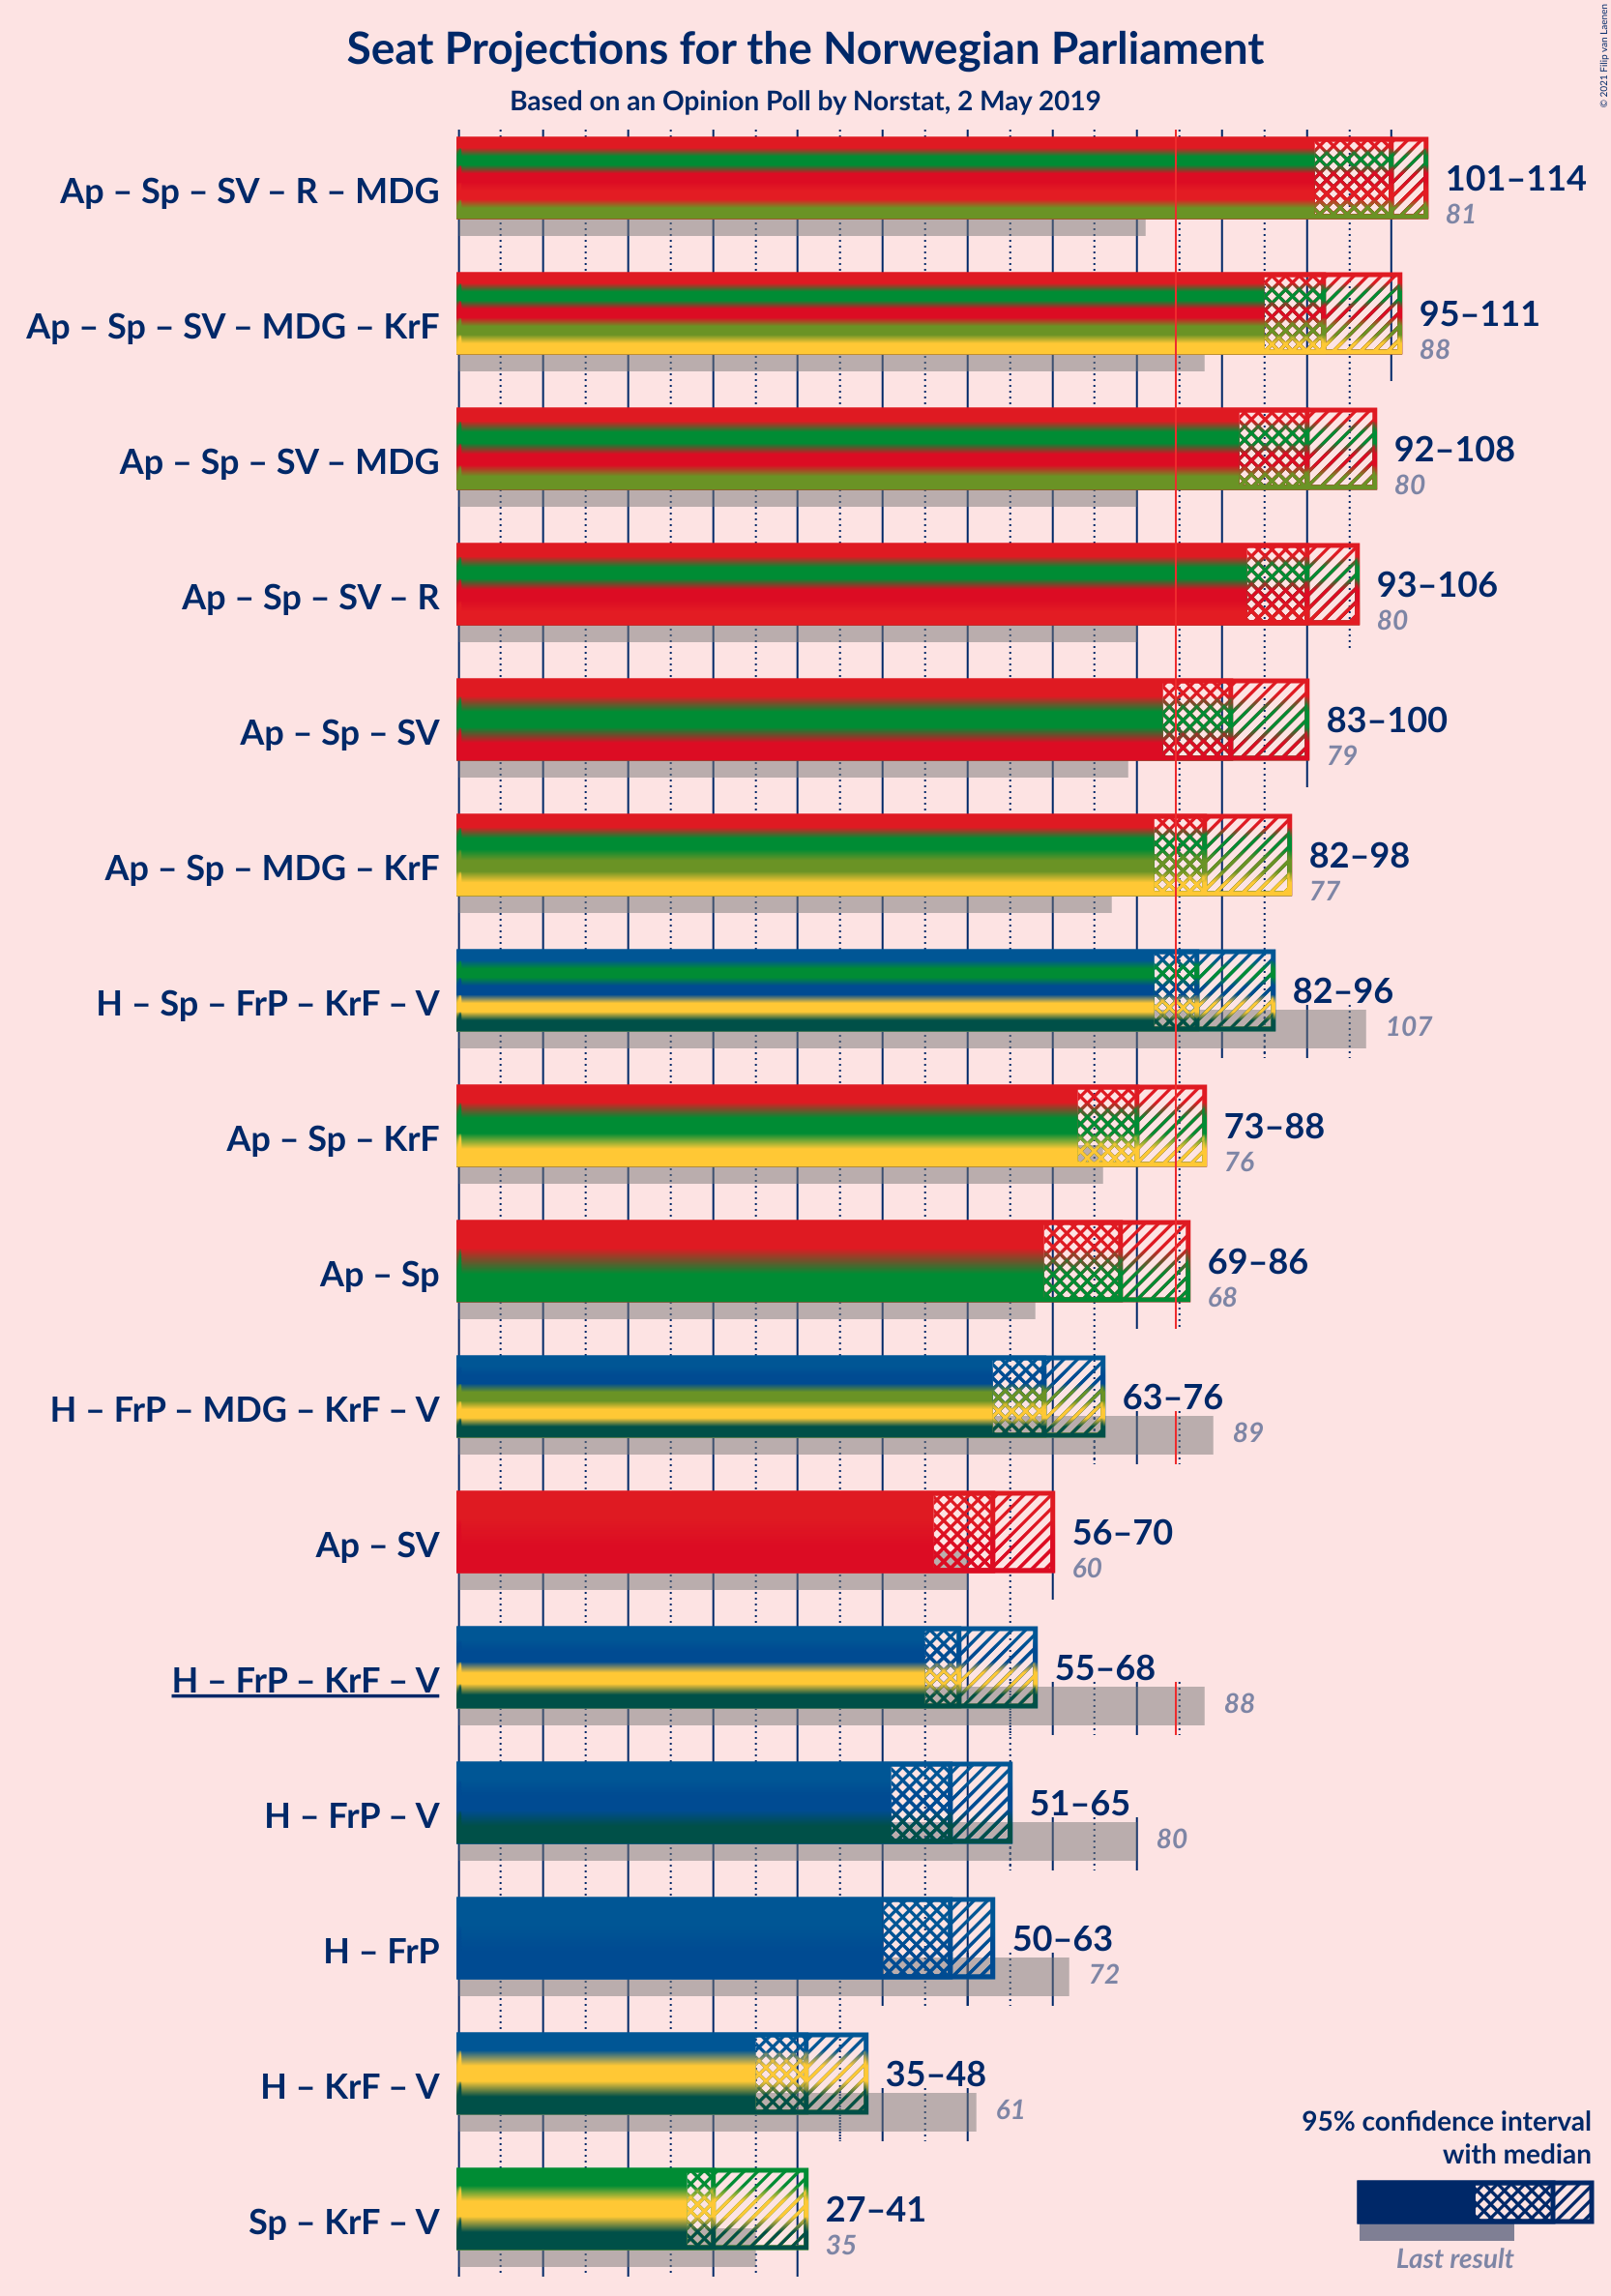 Seat Projections for the Norwegian Parliament
Based on an Opinion Poll by Norstat, 2 May 2019
© 2021 Filip van Laenen
Ap – Sp – SV – R – MDG
101–114
81
Ap – Sp – SV – MDG – KrF
95–111
88
Ap – Sp – SV – MDG
92–108
80
Ap – Sp – SV – R
93–106
80
Ap – Sp – SV
83–100
79
Ap – Sp – MDG – KrF
82–98
77
H – Sp – FrP – KrF – V
82–96
107
Ap – Sp – KrF
73–88
76
Ap – Sp
69–86
68
H – FrP – MDG – KrF – V
63–76
89
Ap – SV
56–70
60
H – FrP – KrF – V
55–68
88
H – FrP – V
51–65
80
H – FrP
50–63
72
H – KrF – V
35–48
61
Sp – KrF – V
27–41
35
95% confidence interval
with median
Last result